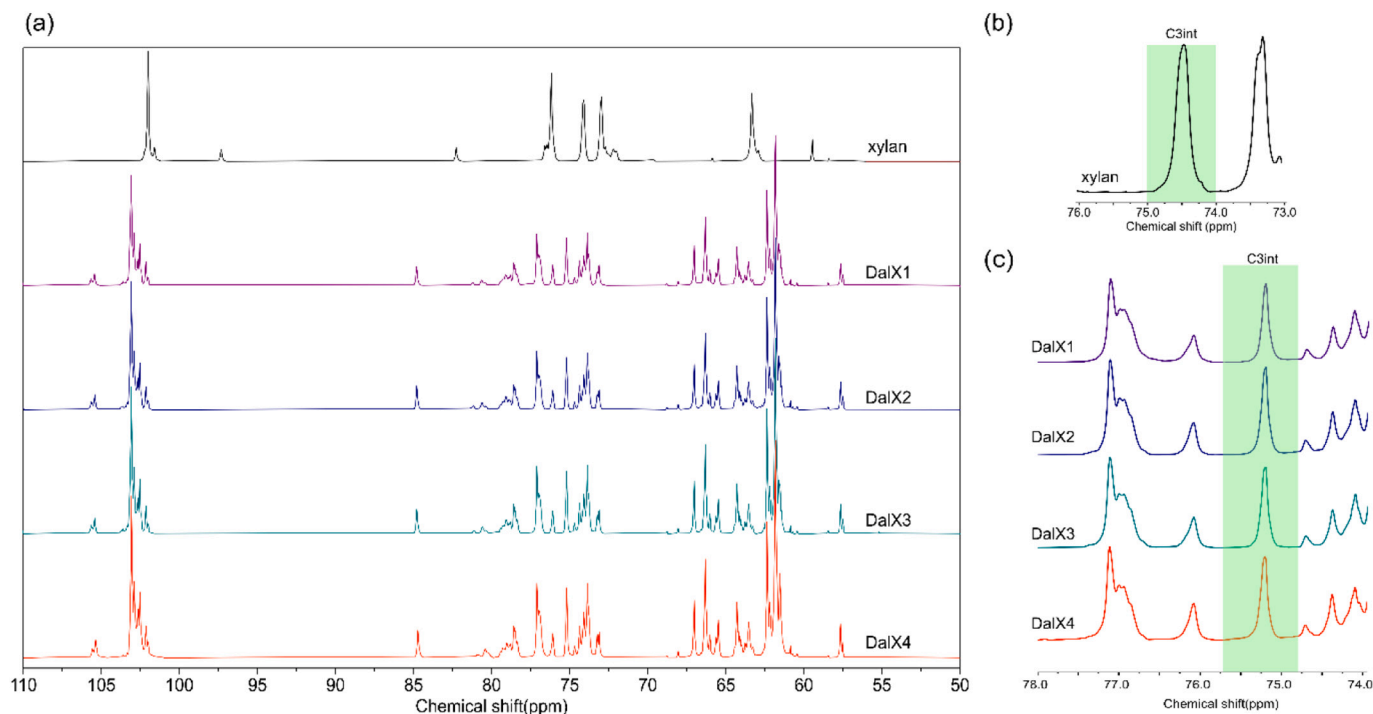 (a)
xylan
DalX1
DalX2
DalX3
DalX4
110 105 100 95 90 85 80 75 70 65 60 55 50
Chemical shift(ppm)
(b)
C3int
xylan
76.0 75.0 74.0 73.0
Chemical shift (ppm)
(c)
C3int
DalX1
DalX2
DalX3
DalX4
78.0 77.0 76.0 75.0 74.0
Chemical shift(ppm)